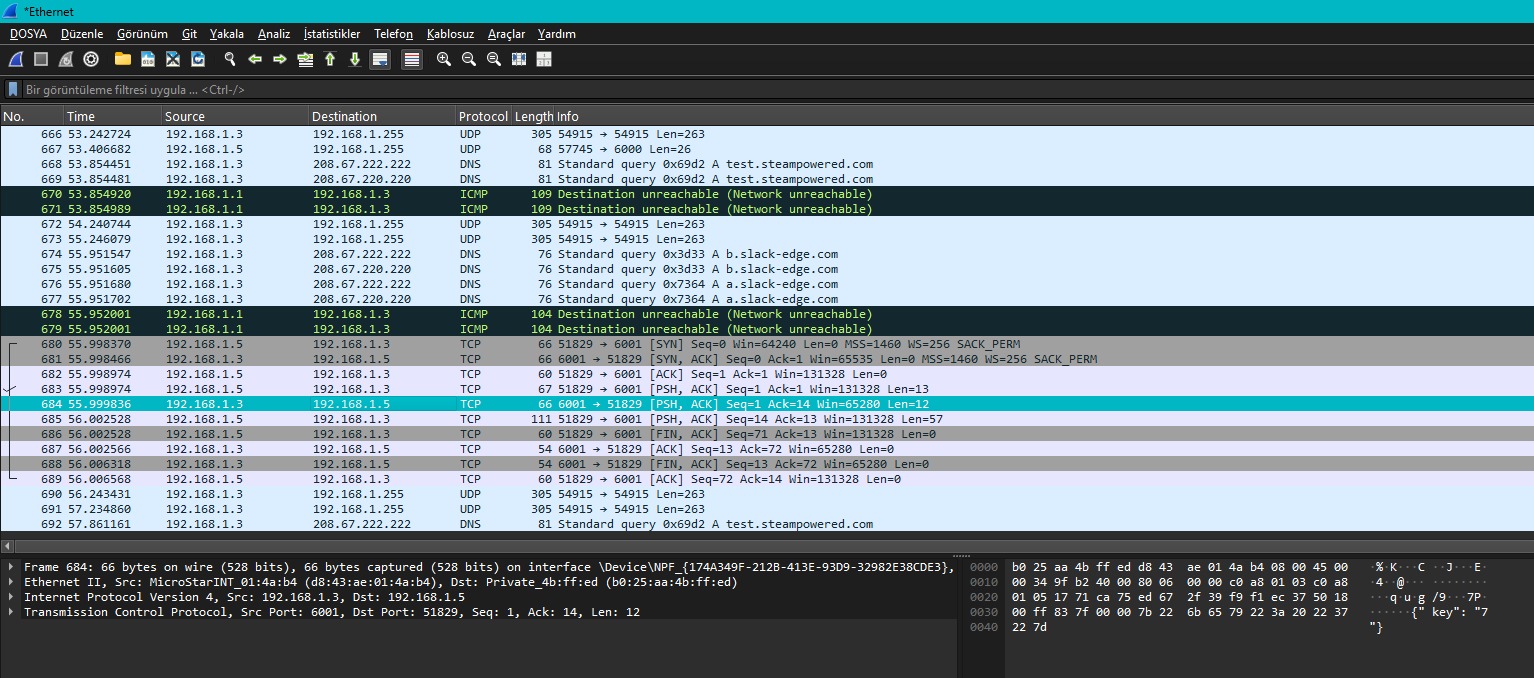 *Ethernet
DOSYA Düzenle Görünüm Git Yakala Analiz İstatistikler Telefon Kablosuz Araçlar Yardım
Bir görüntüleme filtresi uygula ... <Ctrl-/>
No. Time Source Destination Protocol Length Info
666 53.242724 192.168.1.3 192.168.1.255 UDP 305 54915 → 54915 Len=263
667 53.406682 192.168.1.5 192.168.1.255 UDP 68 57745 → 6000 Len=26
668 53.854451 192.168.1.3 208.67.222.222 DNS 81 Standard query 0x69d2 A test.steampowered.com
669 53.854481 192.168.1.3 208.67.220.220 DNS 81 Standard query 0x69d2 A test.steampowered.com
670 53.854920 192.168.1.1 192.168.1.3 ICMP 109 Destination unreachable (Network unreachable)
671 53.854989 192.168.1.1 192.168.1.3 ICMP 109 Destination unreachable (Network unreachable)
672 54.240744 192.168.1.3 192.168.1.255 UDP 305 54915 → 54915 Len=263
673 55.246079 192.168.1.3 192.168.1.255 UDP 305 54915 → 54915 Len=263
674 55.951547 192.168.1.3 208.67.222.222 DNS 76 Standard query 0x3d33 A b.slack-edge.com
675 55.951605 192.168.1.3 208.67.220.220 DNS 76 Standard query 0x3d33 A b.slack-edge.com
676 55.951680 192.168.1.3 208.67.222.222 DNS 76 Standard query 0x7364 A a.slack-edge.com
677 55.951702 192.168.1.3 208.67.220.220 DNS 76 Standard query 0x7364 A a.slack-edge.com
678 55.952001 192.168.1.1 192.168.1.3 ICMP 104 Destination unreachable (Network unreachable)
679 55.952001 192.168.1.1 192.168.1.3 ICMP 104 Destination unreachable (Network unreachable)
680 55.998370 192.168.1.5 192.168.1.3 TCP 66 51829 → 6001 [SYN] Seq=0 Win=64240 Len=0 MSS=1460 WS=256 SACK_PERM
681 55.998466 192.168.1.3 192.168.1.5 TCP 66 6001 → 51829 [SYN, ACK] Seq=0 Ack=1 Win=65535 Len=0 MSS=1460 WS=256 SACK_PERM
682 55.998974 192.168.1.5 192.168.1.3 TCP 60 51829 → 6001 [ACK] Seq=1 Ack=1 Win=131328 Len=0
683 55.998974 192.168.1.5 192.168.1.3 TCP 67 51829 → 6001 [PSH, ACK] Seq=1 Ack=1 Win=131328 Len=13
684 55.999836 192.168.1.3 192.168.1.5 TCP 66 6001 → 51829 [PSH, ACK] Seq=1 Ack=14 Win=65280 Len=12
685 56.002528 192.168.1.5 192.168.1.3 TCP 111 51829 → 6001 [PSH, ACK] Seq=14 Ack=13 Win=131328 Len=57
686 56.002528 192.168.1.5 192.168.1.3 TCP 60 51829 → 6001 [FIN, ACK] Seq=71 Ack=13 Win=131328 Len=0
687 56.002566 192.168.1.3 192.168.1.5 TCP 54 6001 → 51829 [ACK] Seq=13 Ack=72 Win=65280 Len=0
688 56.006318 192.168.1.3 192.168.1.5 TCP 54 6001 → 51829 [FIN, ACK] Seq=13 Ack=72 Win=65280 Len=0
689 56.006568 192.168.1.5 192.168.1.3 TCP 60 51829 → 6001 [ACK] Seq=72 Ack=14 Win=131328 Len=0
690 56.243431 192.168.1.3 192.168.1.255 UDP 305 54915 → 54915 Len=263
691 57.234860 192.168.1.3 192.168.1.255 UDP 305 54915 → 54915 Len=263
692 57.861161 192.168.1.3 208.67.222.222 DNS 81 Standard query 0x69d2 A test.steampowered.com
Frame 684: 66 bytes on wire (528 bits), 66 bytes captured (528 bits) on interface \Device\NPF_{174A349F-212B-413E-93D9-32982E38CDE3},
Ethernet II, Src: MicroStarINT_01:4a:b4 (d8:43:ae:01:4a:b4), Dst: Private_4b:ff:ed (b0:25:aa:4b:ff:ed)
Internet Protocol Version 4, Src: 192.168.1.3, Dst: 192.168.1.5
Transmission Control Protocol, Src Port: 6001, Dst Port: 51829, Seq: 1, Ack: 14, Len: 12
0000 b0 25 aa 4b ff ed d8 43 ae 01 4a b4 08 00 45 00 ·%·K···C ··J···E·
0010 00 34 9f b2 40 00 80 06 00 00 c0 a8 01 03 c0 a8 ·4··@··· ········
0020 01 05 17 71 ca 75 ed 67 2f 39 f9 f1 ec 37 50 18 ···q·u·g /9···7P·
0030 00 ff 83 7f 00 00 7b 22 6b 65 79 22 3a 20 22 37 ······{" key": "7
0040 22 7d "}